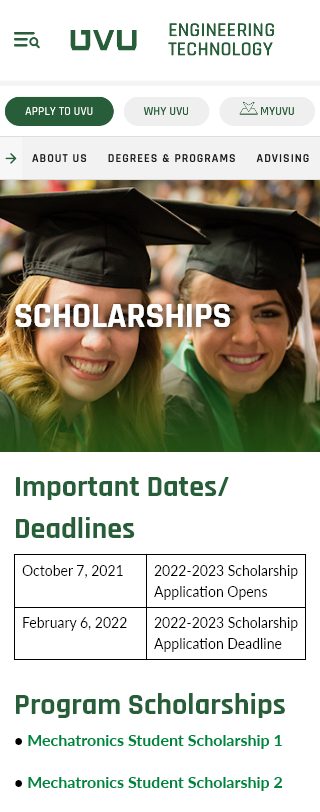 UVU
ENGINEERING
TECHNOLOGY
APPLY TO UVU
WHY UVU
MYUVU
ABOUT US
DEGREES & PROGRAMS
ADVISING
SCHOLARSHIPS
Important Dates/
Deadlines
October 7, 2021
2022-2023 Scholarship
Application Opens
February 6, 2022
2022-2023 Scholarship
Application Deadline
Program Scholarships
• Mechatronics Student Scholarship 1
• Mechatronics Student Scholarship 2